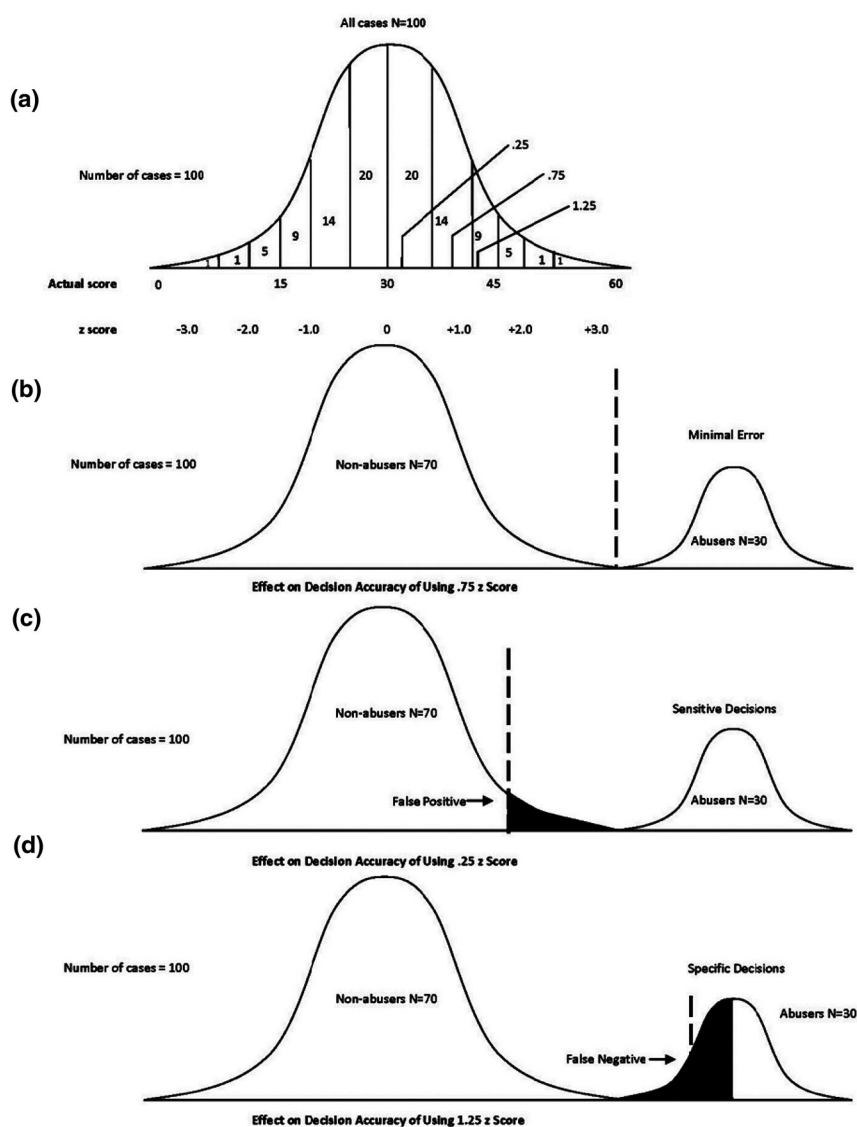 All cases N=100
(a)
.25
.75
Number of cases = 100
20 20
1.25
14 14
9 9
5 5
1 1 1 1
Actual score 0 15 30 45 60
z score -3.0 -2.0 -1.0 0 +1.0 +2.0 +3.0
(b)
Minimal Error
Number of cases = 100 Non-abusers N=70
Abusers N=30
Effect on Decision Accuracy of Using .75 z Score
(c)
Non-abusers N=70 Sensitive Decisions
Number of cases = 100
False Positive Abusers N=30
(d)
Effect on Decision Accuracy of Using .25 z Score
Number of cases = 100 Specific Decisions
Non-abusers N=70 Abusers N=30
False Negative
Effect on Decision Accuracy of Using 1.25 z Score